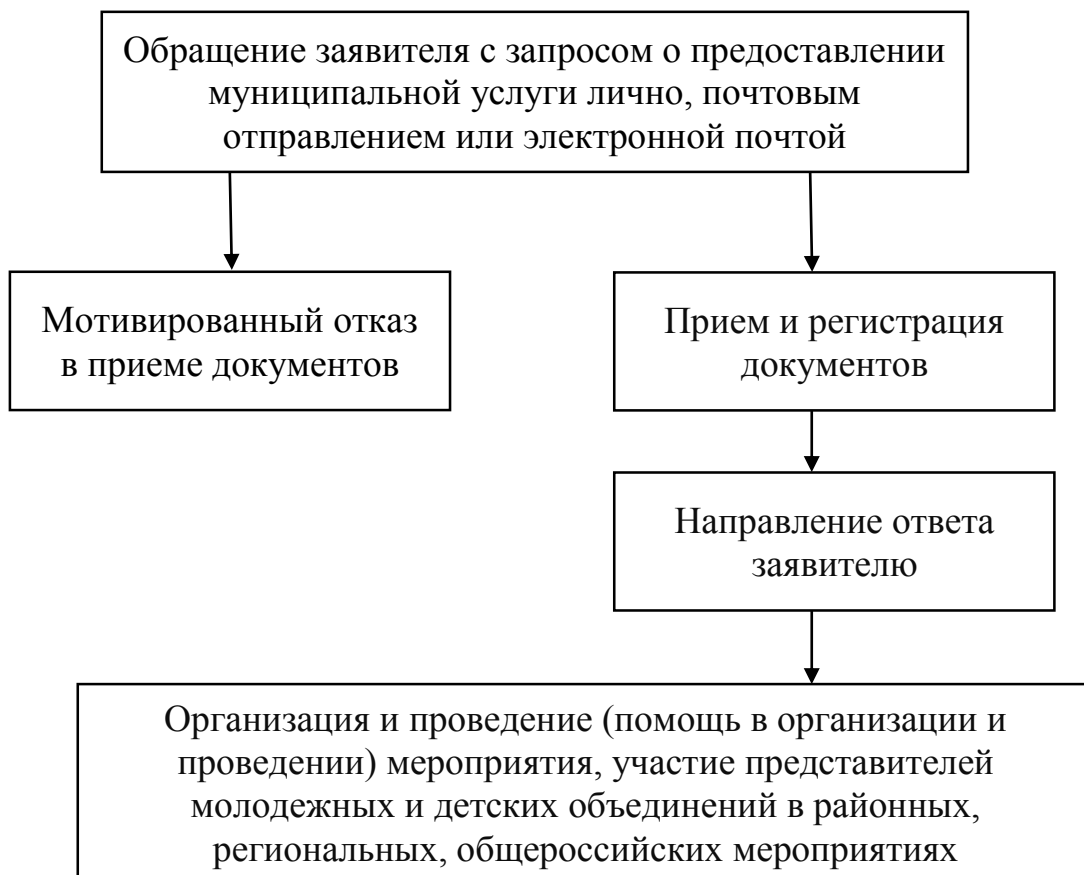 Обращение заявителя с запросом о предоставлении
муниципальной услуги лично, почтовым
отправлением или электронной почтой
Мотивированный отказ
в приеме документов
Прием и регистрация
документов
Направление ответа
заявителю
Организация и проведение (помощь в организации и
проведении) мероприятия, участие представителей
молодежных и детских объединений в районных,
региональных, общероссийских мероприятиях